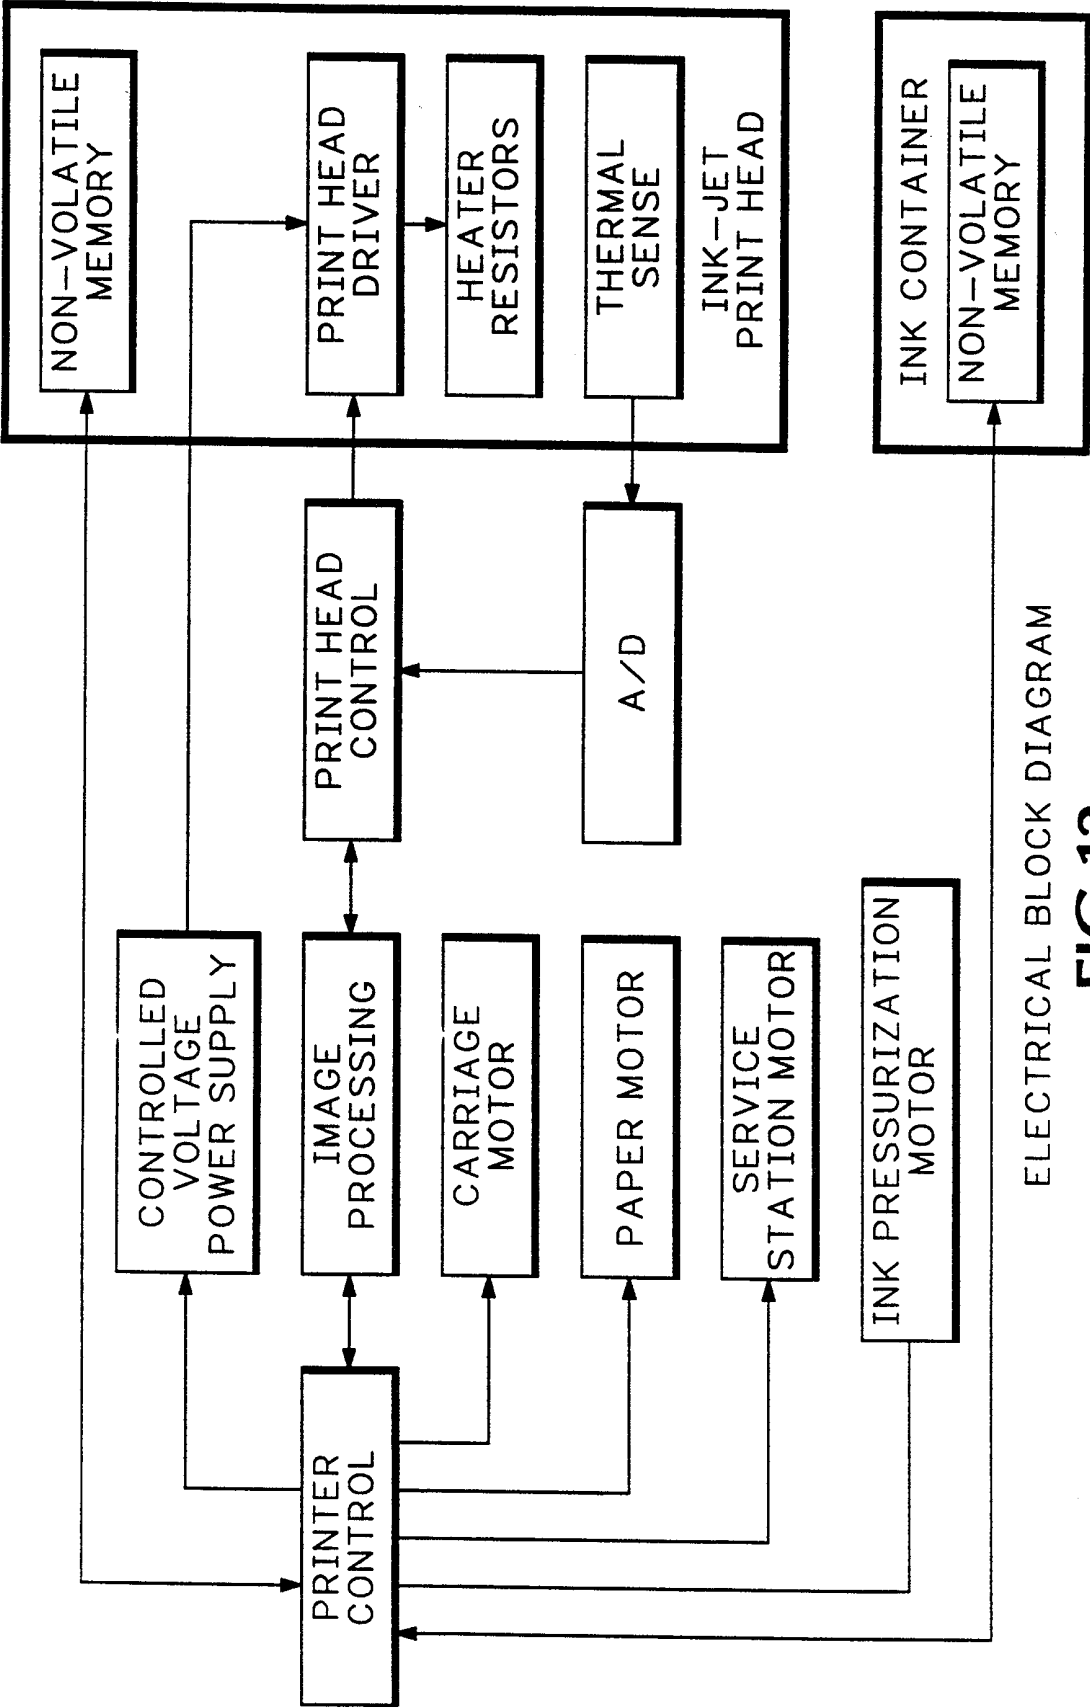 NON-VOLATILE
MEMORY
PRINT HEAD
DRIVER
HEATER
RESISTORS
THERMAL
SENSE
INK-JET
PRINT HEAD
INK CONTAINER
NON-VOLATILE
MEMORY
PRINT HEAD
CONTROL
A/D
CONTROLLED
VOLTAGE
POWER SUPPLY
IMAGE
PROCESSING
CARRIAGE
MOTOR
PAPER MOTOR
SERVICE
STATION MOTOR
INK PRESSURIZATION
MOTOR
PRINTER
CONTROL
ELECTRICAL BLOCK DIAGRAM